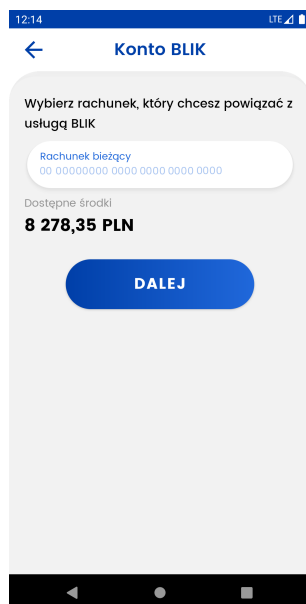 12:14
LTE
Konto BLIK
Wybierz rachunek, który chcesz powiązać z
usługą BLIK
Rachunek bieżący
00 00000000 0000 0000 0000 0000
Dostępne środki
8 278,35 PLN
DALEJ